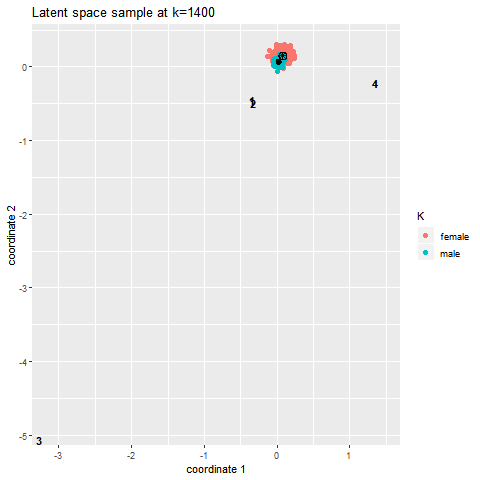 Latent space sample at k=1400
0
-1
-2
-3
-4
-5
coordinate 2
4
1
2
3
-3
-2
-1
0
1
coordinate 1
K
female
male